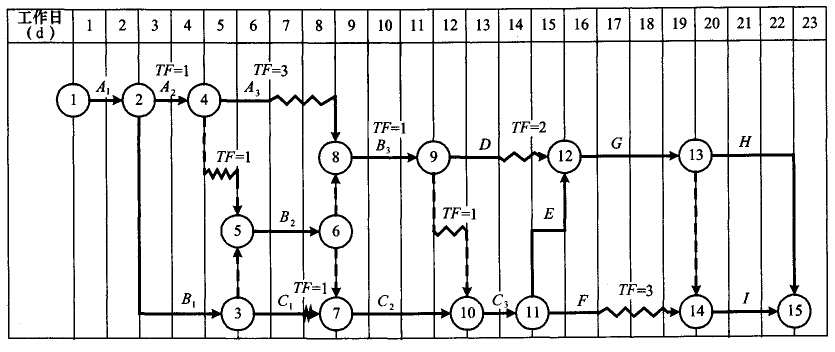 工作日 (d) 1 2 3 4 5 6 7 8 9 10 11 12 13 14 15 16 17 18 19 20 21 22 23
TF=1 TF=3
1 A1 2 A2 4 A3
TF=1 TF=2
8 B3 9 D 12 G 13 H
TF=1
TF=1
5 B2 6 E
TF=1 TF=3
B1 3 C1 7 C2 10 C3 11 F 14 I 15